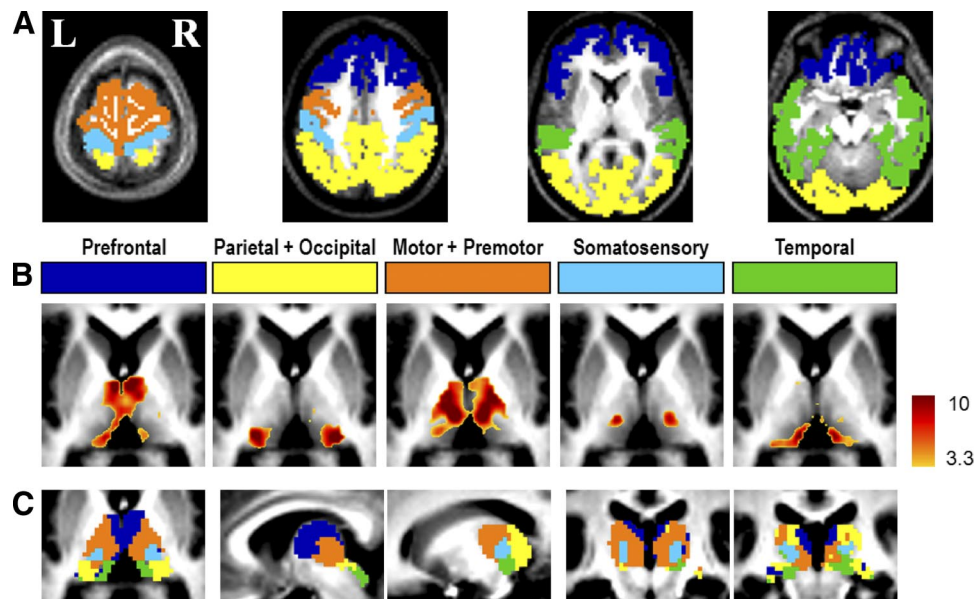 A
L R
Prefrontal Parietal + Occipital Motor + Premotor Somatosensory Temporal
B
10
3.3
C